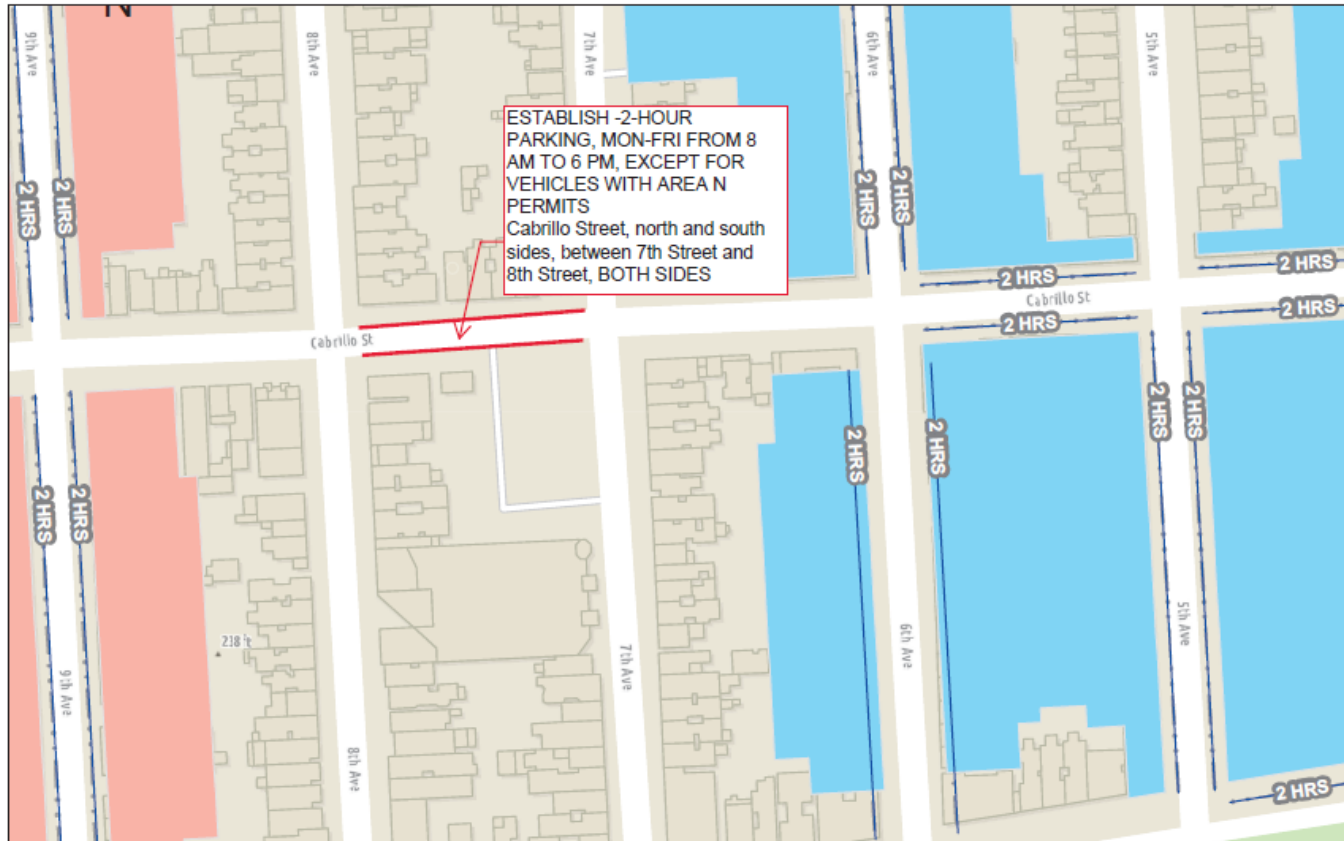 N
9th Ave
8th Ave
7th Ave
6th Ave
5th Ave
ESTABLISH -2-HOUR
PARKING, MON-FRI FROM 8
AM TO 6 PM, EXCEPT FOR
VEHICLES WITH AREA N
PERMITS
Cabrillo Street, north and south
sides, between 7th Street and
8th Street, BOTH SIDES
2 HRS
2 HRS
2 HRS
2 HRS
2 HRS
2 HRS
Cabrillo St
2 HRS
2 HRS
Cabrillo St
2 HRS
2 HRS
2 HRS
2 HRS
2 HRS
2 HRS
238 ft
9th Ave
8th Ave
7th Ave
6th Ave
5th Ave
2 HRS